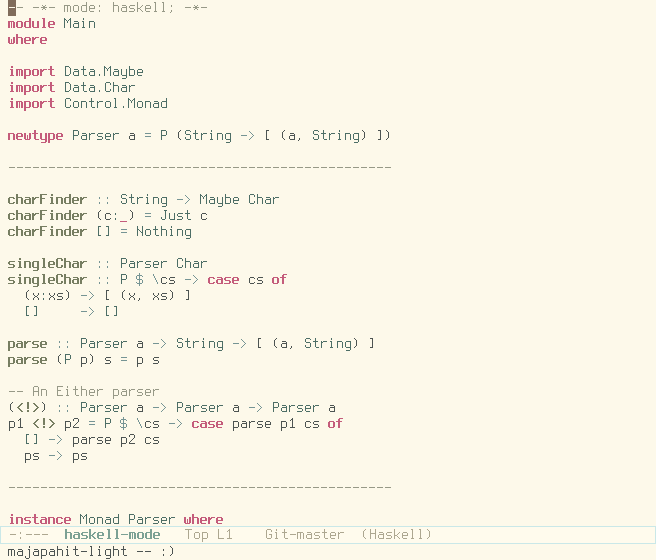 -- -*- mode: haskell; -*-
module Main
where
import Data.Maybe
import Data.Char
import Control.Monad
newtype Parser a = P (String -> [ (a, String) ])
------------------------------------------------
charFinder :: String -> Maybe Char
charFinder (c:_) = Just c
charFinder [] = Nothing
singleChar :: Parser Char
singleChar :: P $ \cs -> case cs of
  (x:xs) -> [ (x, xs) ]
  []     -> []
parse :: Parser a -> String -> [ (a, String) ]
parse (P p) s = p s
-- An Either parser
(<!>) :: Parser a -> Parser a -> Parser a
p1 <!> p2 = P $ \cs -> case parse p1 cs of
  [] -> parse p2 cs
  ps -> ps
------------------------------------------------
instance Monad Parser where
-:---  haskell-mode   Top L1    Git-master  (Haskell)
majapahit-light -- :)